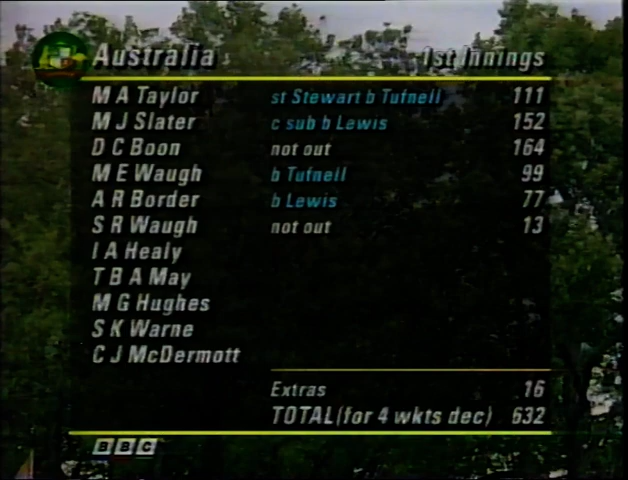 Australia 1st Innings
M A Taylor st Stewart b Tufnell 111
M J Slater c sub b Lewis 152
D C Boon not out 164
M E Waugh b Tufnell 99
A R Border b Lewis 77
S R Waugh not out 13
I A Healy
T B A May
M G Hughes
S K Warne
C J McDermott
Extras 16
TOTAL (for 4 wkts dec) 632
BBC